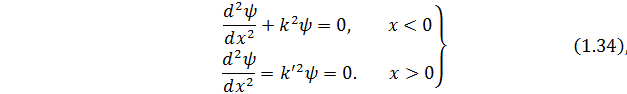 d²ψ/dx² + k²ψ = 0, x < 0
d²ψ/dx² = k′²ψ = 0. x > 0
(1.34),